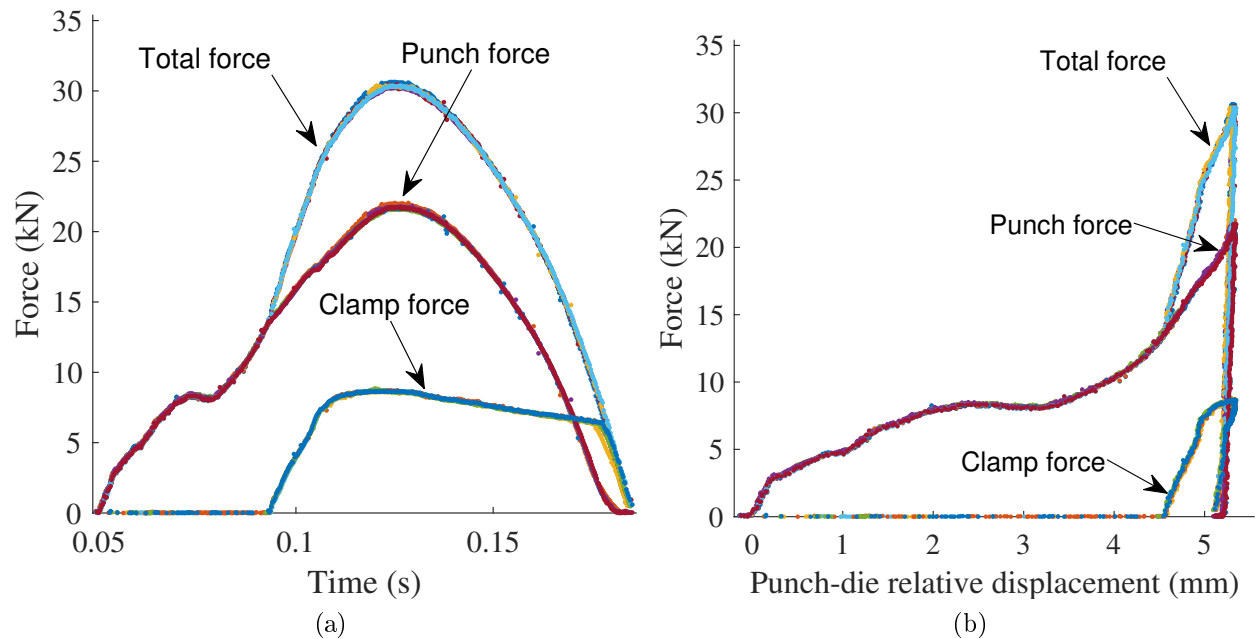 35
30
25
20
15
10
5
0
Force (kN)
Total force
Punch force
Clamp force
0.05
0.1
0.15
Time (s)
(a)
35
30
25
20
15
10
5
0
Force (kN)
Total force
Punch force
Clamp force
0
1
2
3
4
5
Punch-die relative displacement (mm)
(b)